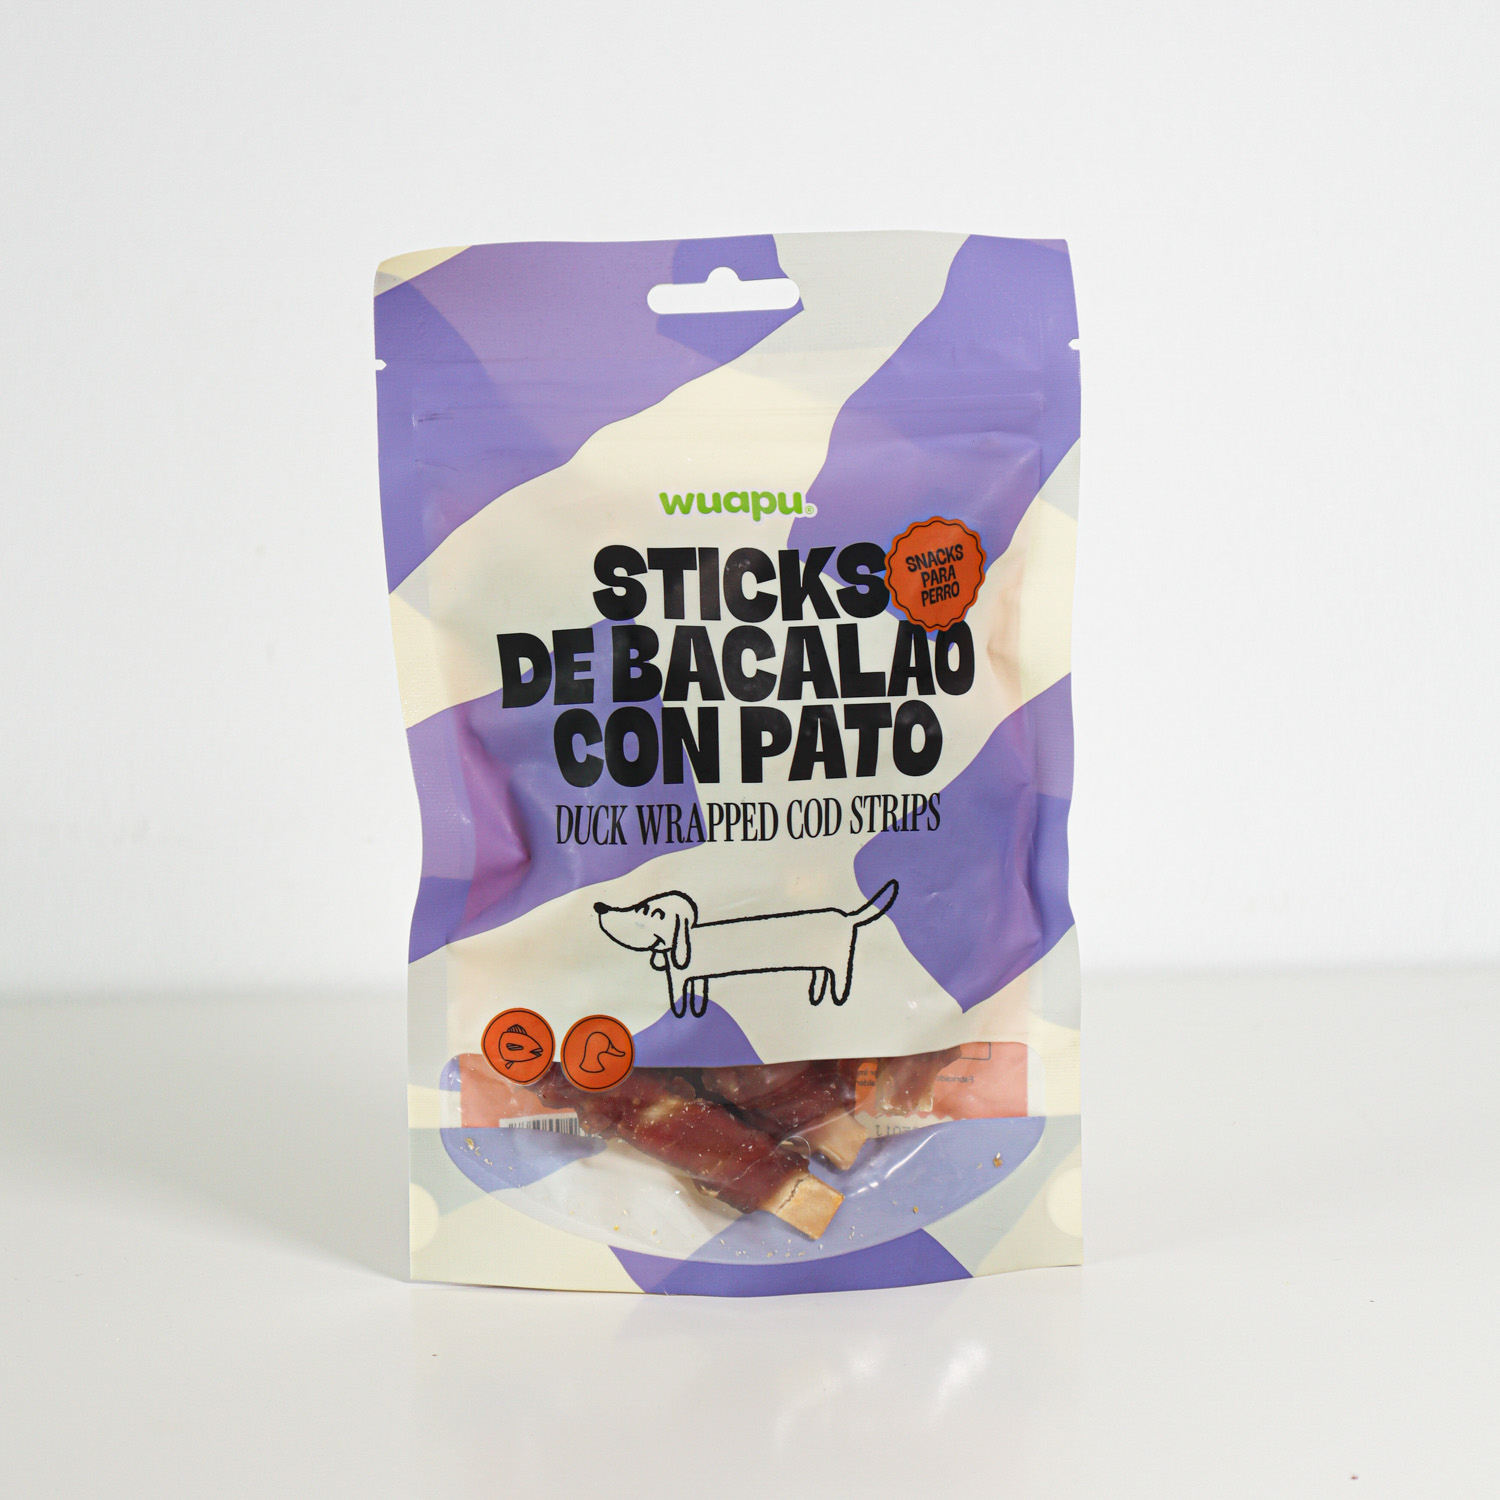 wuapu®
STICKS
DE BACALAO
CON PATO
SNACKS
PARA
PERRO
DUCK WRAPPED COD STRIPS